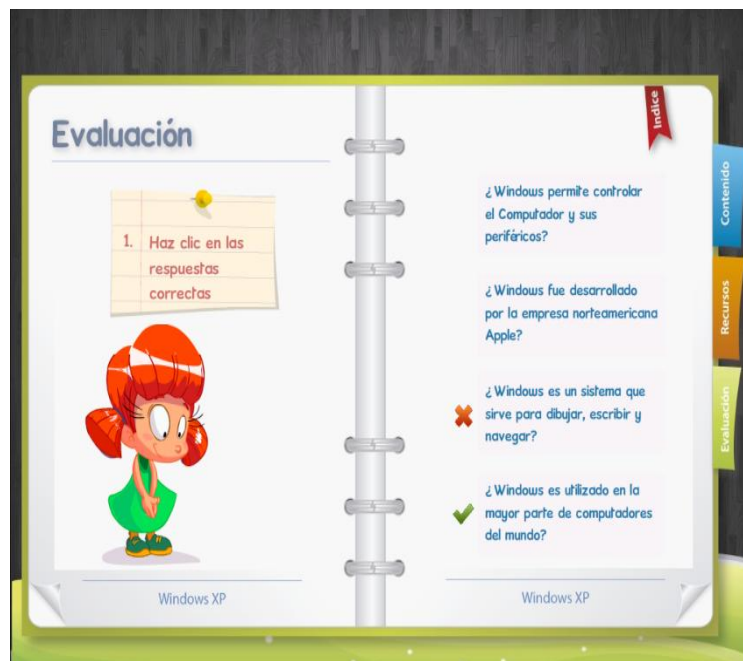 Evaluación
1. Haz clic en las
respuestas
correctas
Windows XP
Indice
¿Windows permite controlar
el Computador y sus
periféricos?
¿Windows fue desarrollado
por la empresa norteamericana
Apple?
¿Windows es un sistema que
sirve para dibujar, escribir y
navegar?
¿Windows es utilizado en la
mayor parte de computadores
del mundo?
Windows XP
Contenido
Recursos
Evaluación